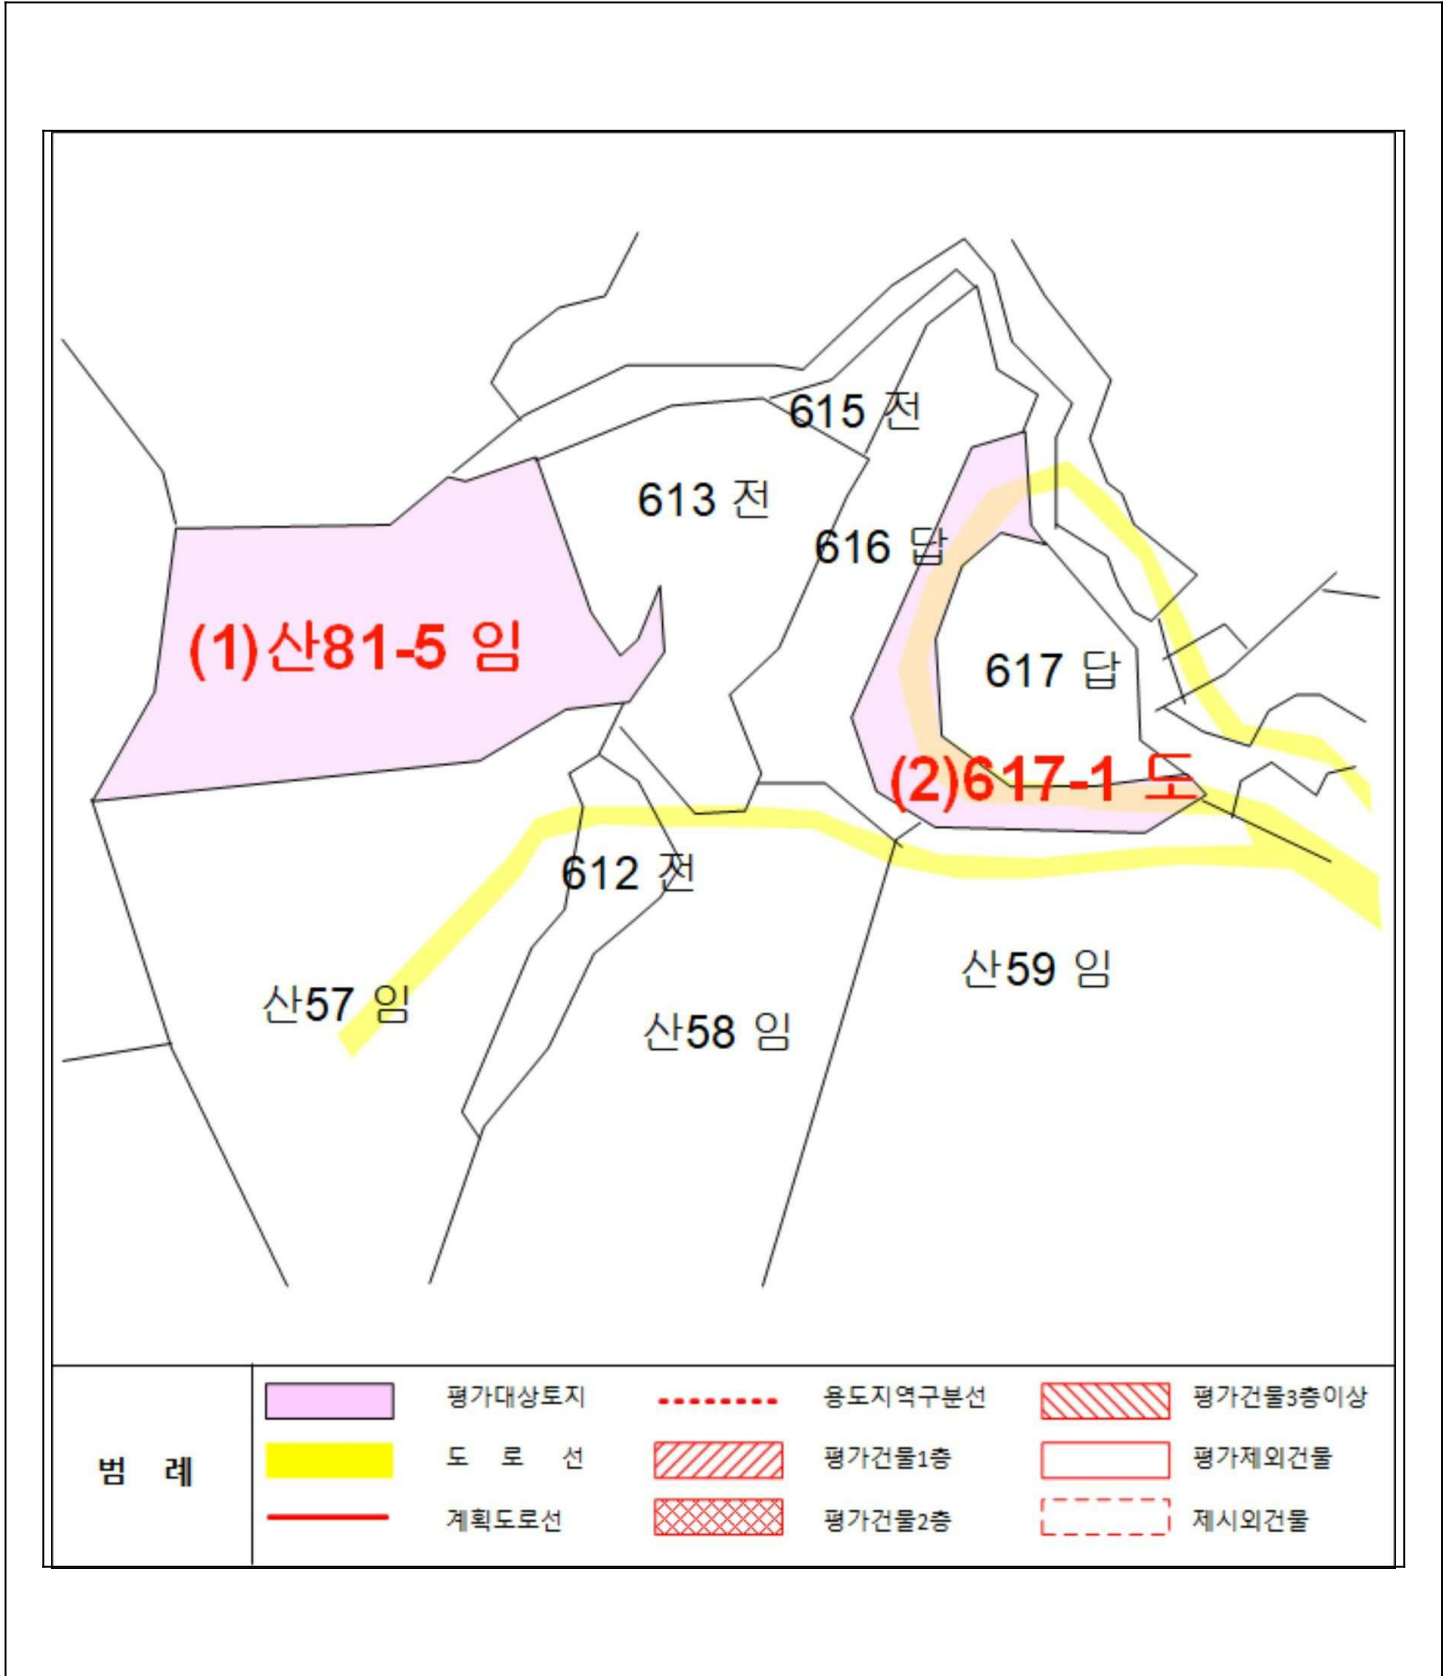 615 전
613 전
616 답
(1)산81-5 임
617 답
(2)617-1 도
612 전
산59 임
산57 임
산58 임
범 례
평가대상토지
용도지역구분선
평가건물3층이상
도 로 선
평가건물1층
평가제외건물
계획도로선
평가건물2층
제시외건물